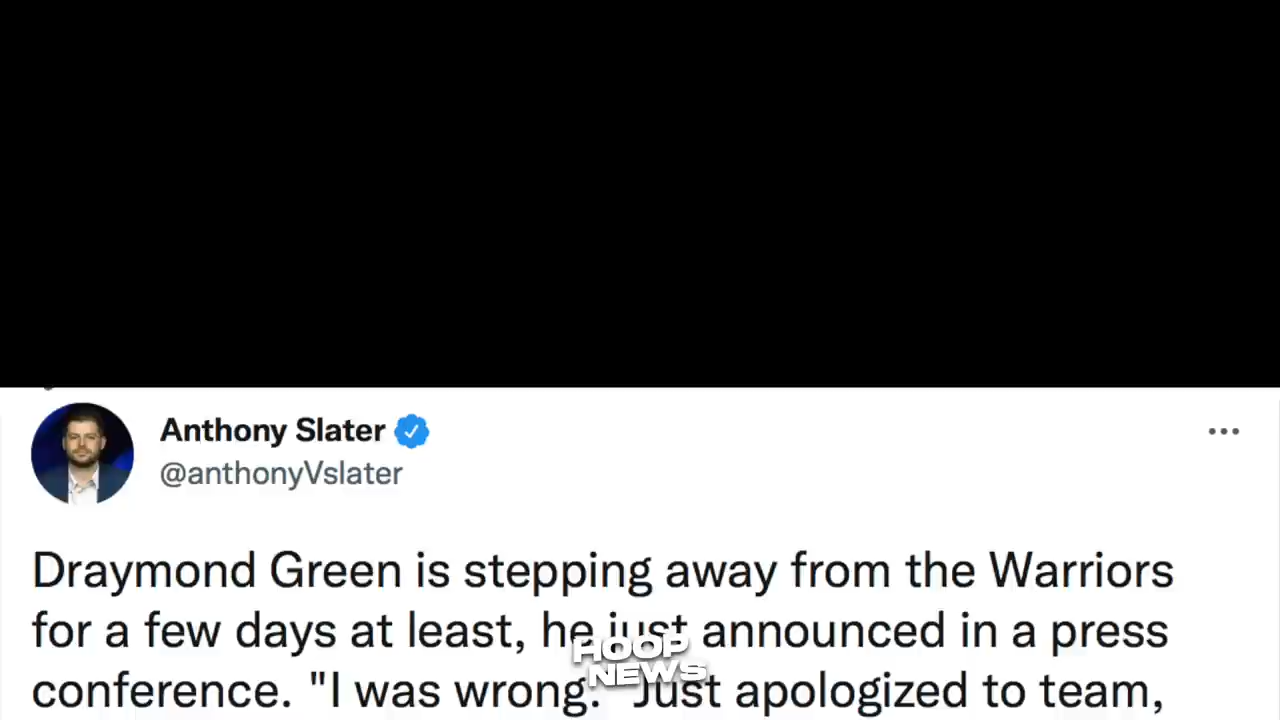 Anthony Slater
@anthonyVslater
Draymond Green is stepping away from the Warriors
for a few days at least, he just announced in a press
conference. "I was wrong." Just apologized to team,
HOOP
NEWS